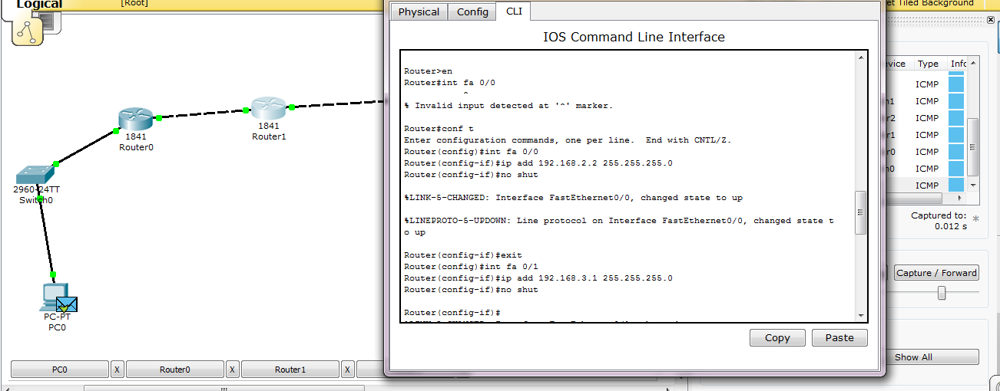 Logical
[Root]
et Tiled Background
Physical
Config
CLI
IOS Command Line Interface
Router>en
Router#int fa 0/0
^
% Invalid input detected at '^' marker.
Router#conf t
Enter configuration commands, one per line.  End with CNTL/Z.
Router(config)#int fa 0/0
Router(config-if)#ip add 192.168.2.2 255.255.255.0
Router(config-if)#no shut
%LINK-5-CHANGED: Interface FastEthernet0/0, changed state to up
%LINEPROTO-5-UPDOWN: Line protocol on Interface FastEthernet0/0, changed state t
o up
Router(config-if)#exit
Router(config)#int fa 0/1
Router(config-if)#ip add 192.168.3.1 255.255.255.0
Router(config-if)#no shut
Router(config-if)#
Copy
Paste
1841
Router0
1841
Router1
2960-24TT
Switch0
PC-PT
PC0
PC0
X
Router0
X
Router1
X
evice
Type
Info
ICMP
h1
ICMP
r2
ICMP
r1
ICMP
r0
ICMP
h0
ICMP
ICMP
Captured to:
0.012 s
*
Capture / Forward
Show All